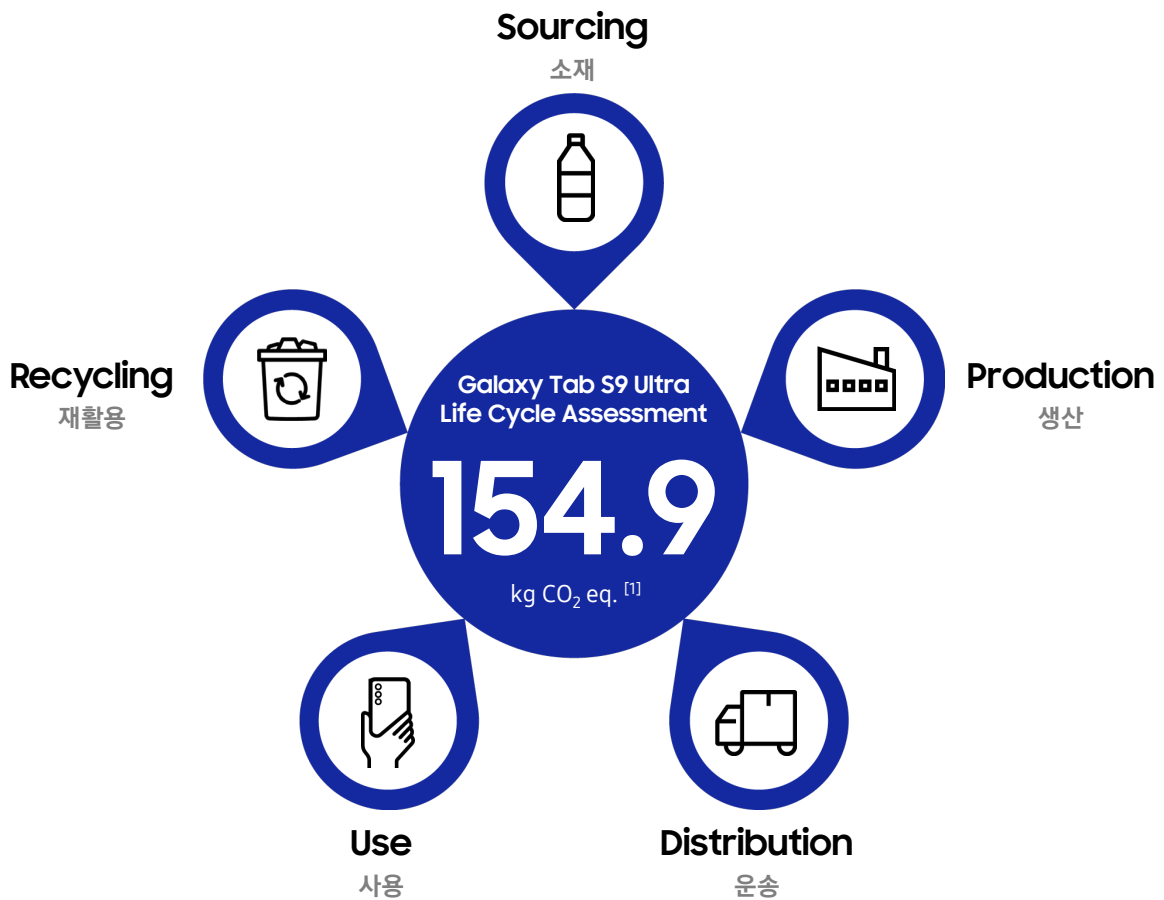 Sourcing
소재
Recycling
재활용
Production
생산
Galaxy Tab S9 Ultra
Life Cycle Assessment
154.9
kg CO₂ eq. [1]
Use
사용
Distribution
운송